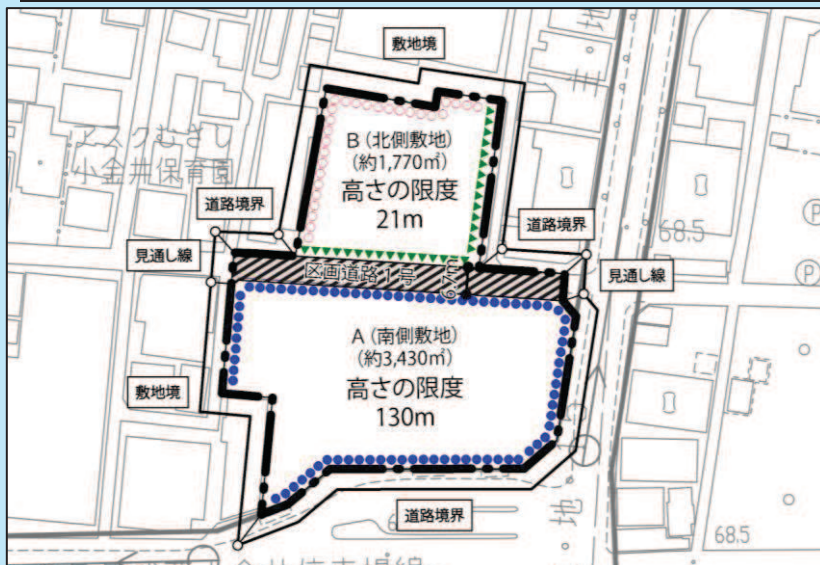 敷地境
B（北側敷地）
（約1,770㎡）
高さの限度
21m
アスクむさし
小金井保育園
道路境界
道路境界
68.5
見通し線
区画道路1号
6.7m
見通し線
A（南側敷地）
（約3,430㎡）
高さの限度
130m
敷地境
道路境界
68.5
P
P